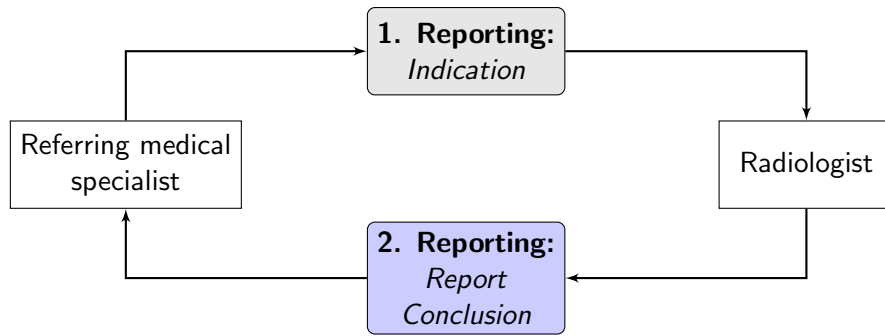 1. Reporting:
Indication
Referring medical
specialist
Radiologist
2. Reporting:
Report
Conclusion